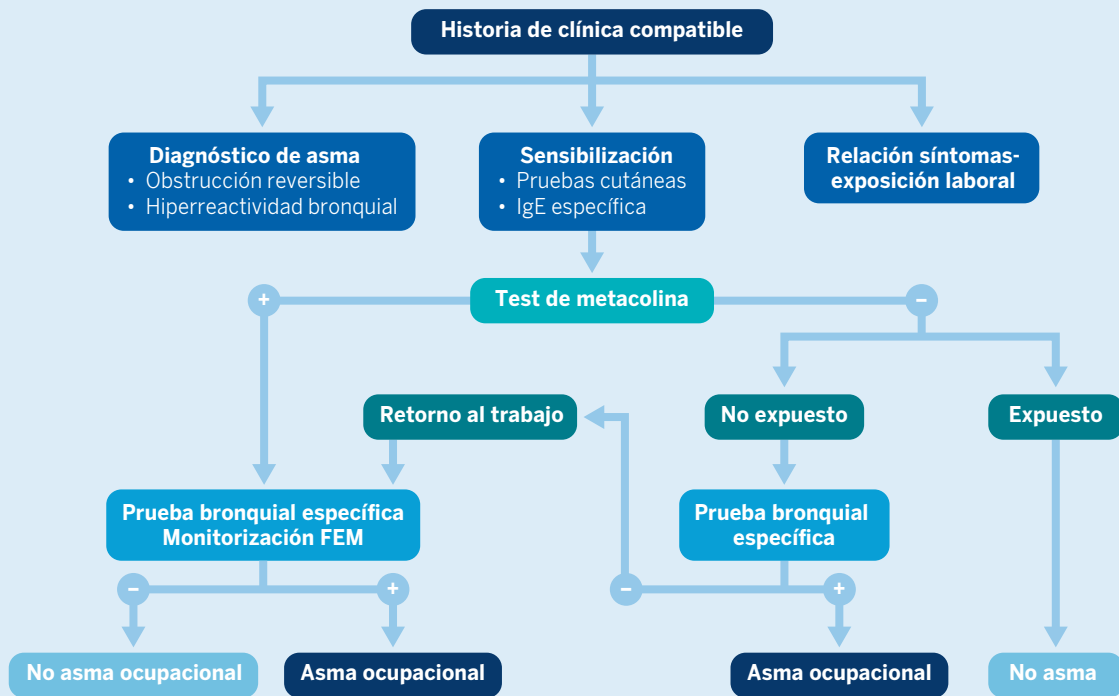 Historia de clínica compatible
Diagnóstico de asma
• Obstrucción reversible
• Hiperreactividad bronquial
Sensibilización
• Pruebas cutáneas
• IgE específica
Relación síntomas-
exposición laboral
+
Test de metacolina
–
Retorno al trabajo
No expuesto
Expuesto
Prueba bronquial específica
Monitorización FEM
Prueba bronquial
específica
–
+
–
+
No asma ocupacional
Asma ocupacional
Asma ocupacional
No asma